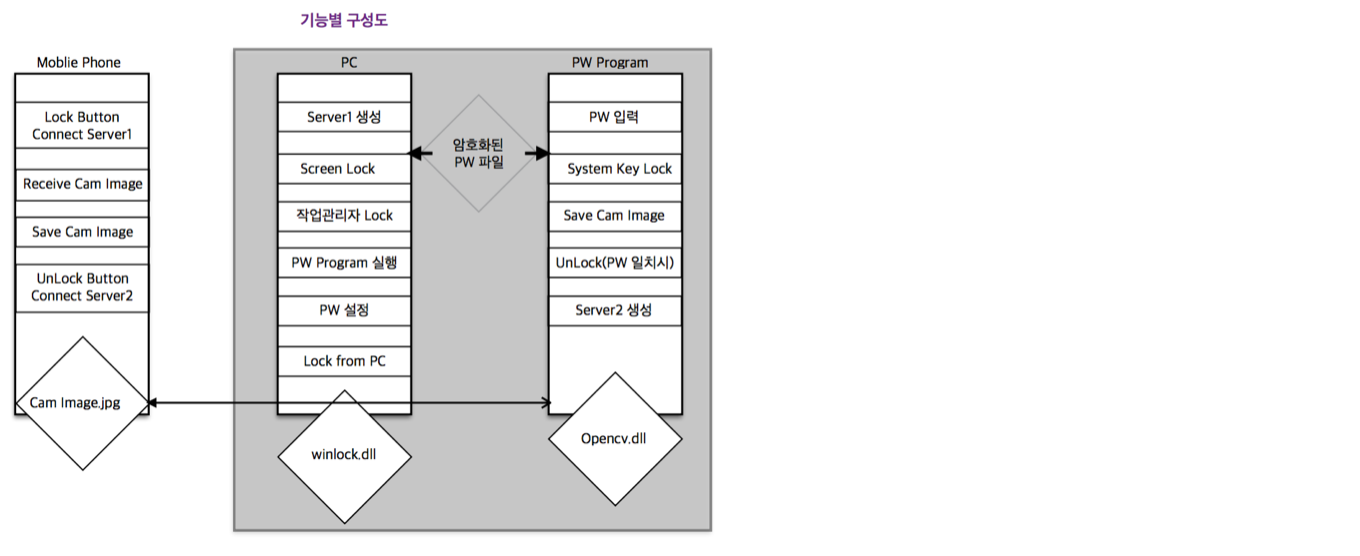 기능별 구성도
Moblie Phone
Lock Button
Connect Server1
Receive Cam Image
Save Cam Image
UnLock Button
Connect Server2
Cam Image.jpg
PC
Server1 생성
Screen Lock
작업관리자 Lock
PW Program 실행
PW 설정
Lock from PC
winlock.dll
암호화된
PW 파일
PW Program
PW 입력
System Key Lock
Save Cam Image
UnLock(PW 일치시)
Server2 생성
Opencv.dll